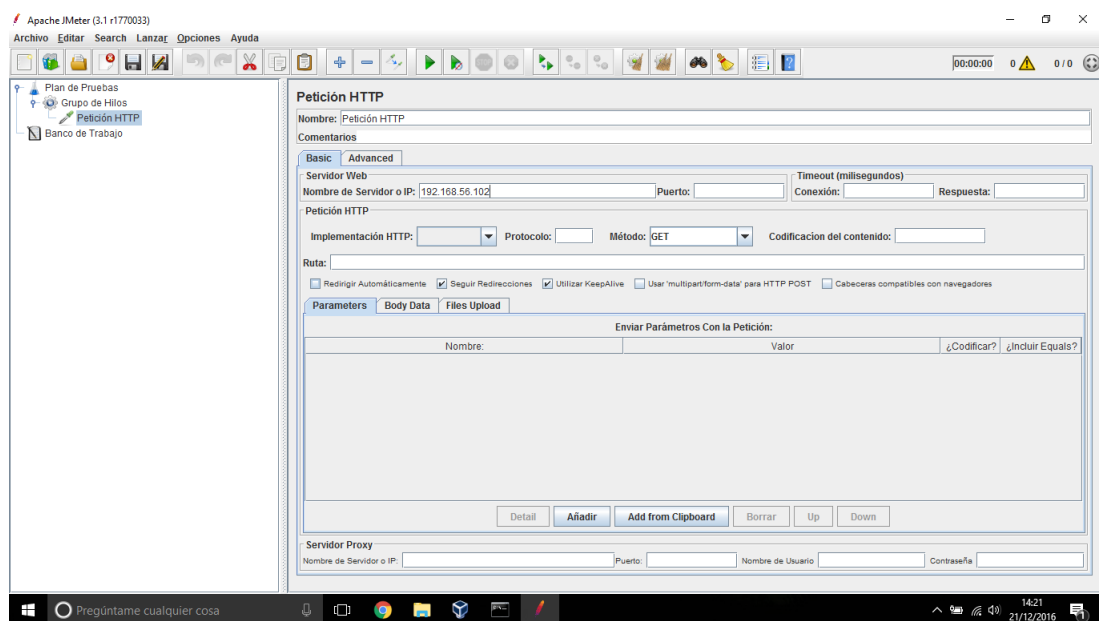 Apache JMeter (3.1 r1770033)
Archivo Editar Search Lanzar Opciones Ayuda
00:00:00 0 0 / 0
Plan de Pruebas
Grupo de Hilos
Petición HTTP
Banco de Trabajo
Petición HTTP
Nombre: Petición HTTP
Comentarios
Basic Advanced
Servidor Web
Timeout (milisegundos)
Nombre de Servidor o IP: 192.168.56.102 Puerto: Conexión: Respuesta:
Petición HTTP
Implementación HTTP: Protocolo: Método: GET Codificacion del contenido:
Ruta:
Redirigir Automáticamente Seguir Redirecciones Utilizar KeepAlive Usar 'multipart/form-data' para HTTP POST Cabeceras compatibles con navegadores
Parameters Body Data Files Upload
Enviar Parámetros Con la Petición:
Nombre: Valor ¿Codificar? ¿Incluir Equals?
Detail Añadir Add from Clipboard Borrar Up Down
Servidor Proxy
Nombre de Servidor o IP: Puerto: Nombre de Usuario Contraseña
Pregúntame cualquier cosa
14:21
21/12/2016